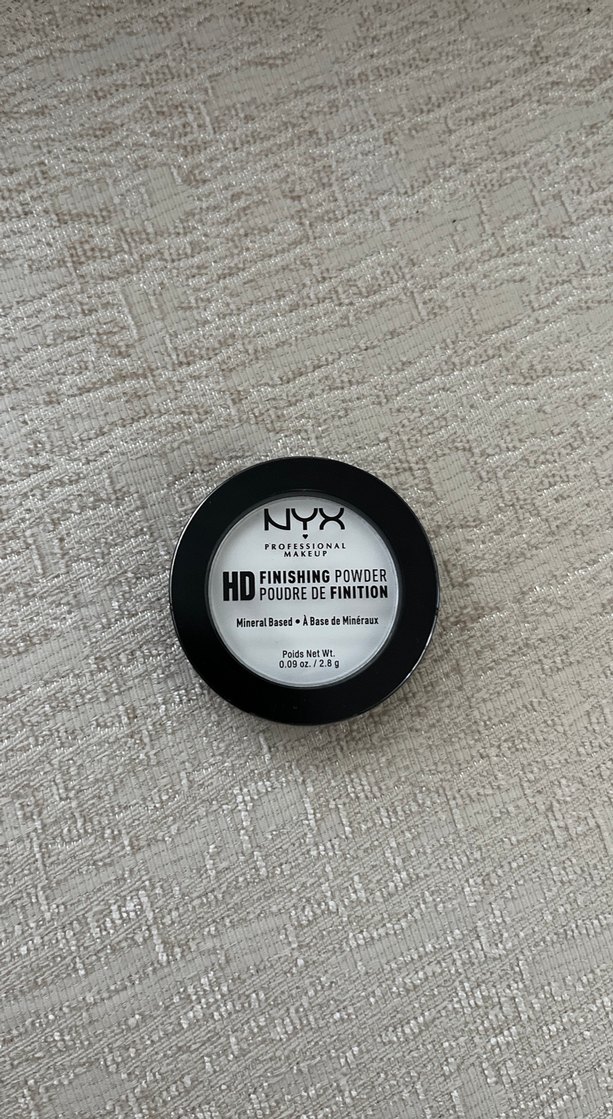 NYX
PROFESSIONAL
MAKEUP
HD FINISHING POWDER
POUDRE DE FINITION
Mineral Based • À Base de Minéraux
Poids Net Wt.
0.09 oz. / 2.8 g